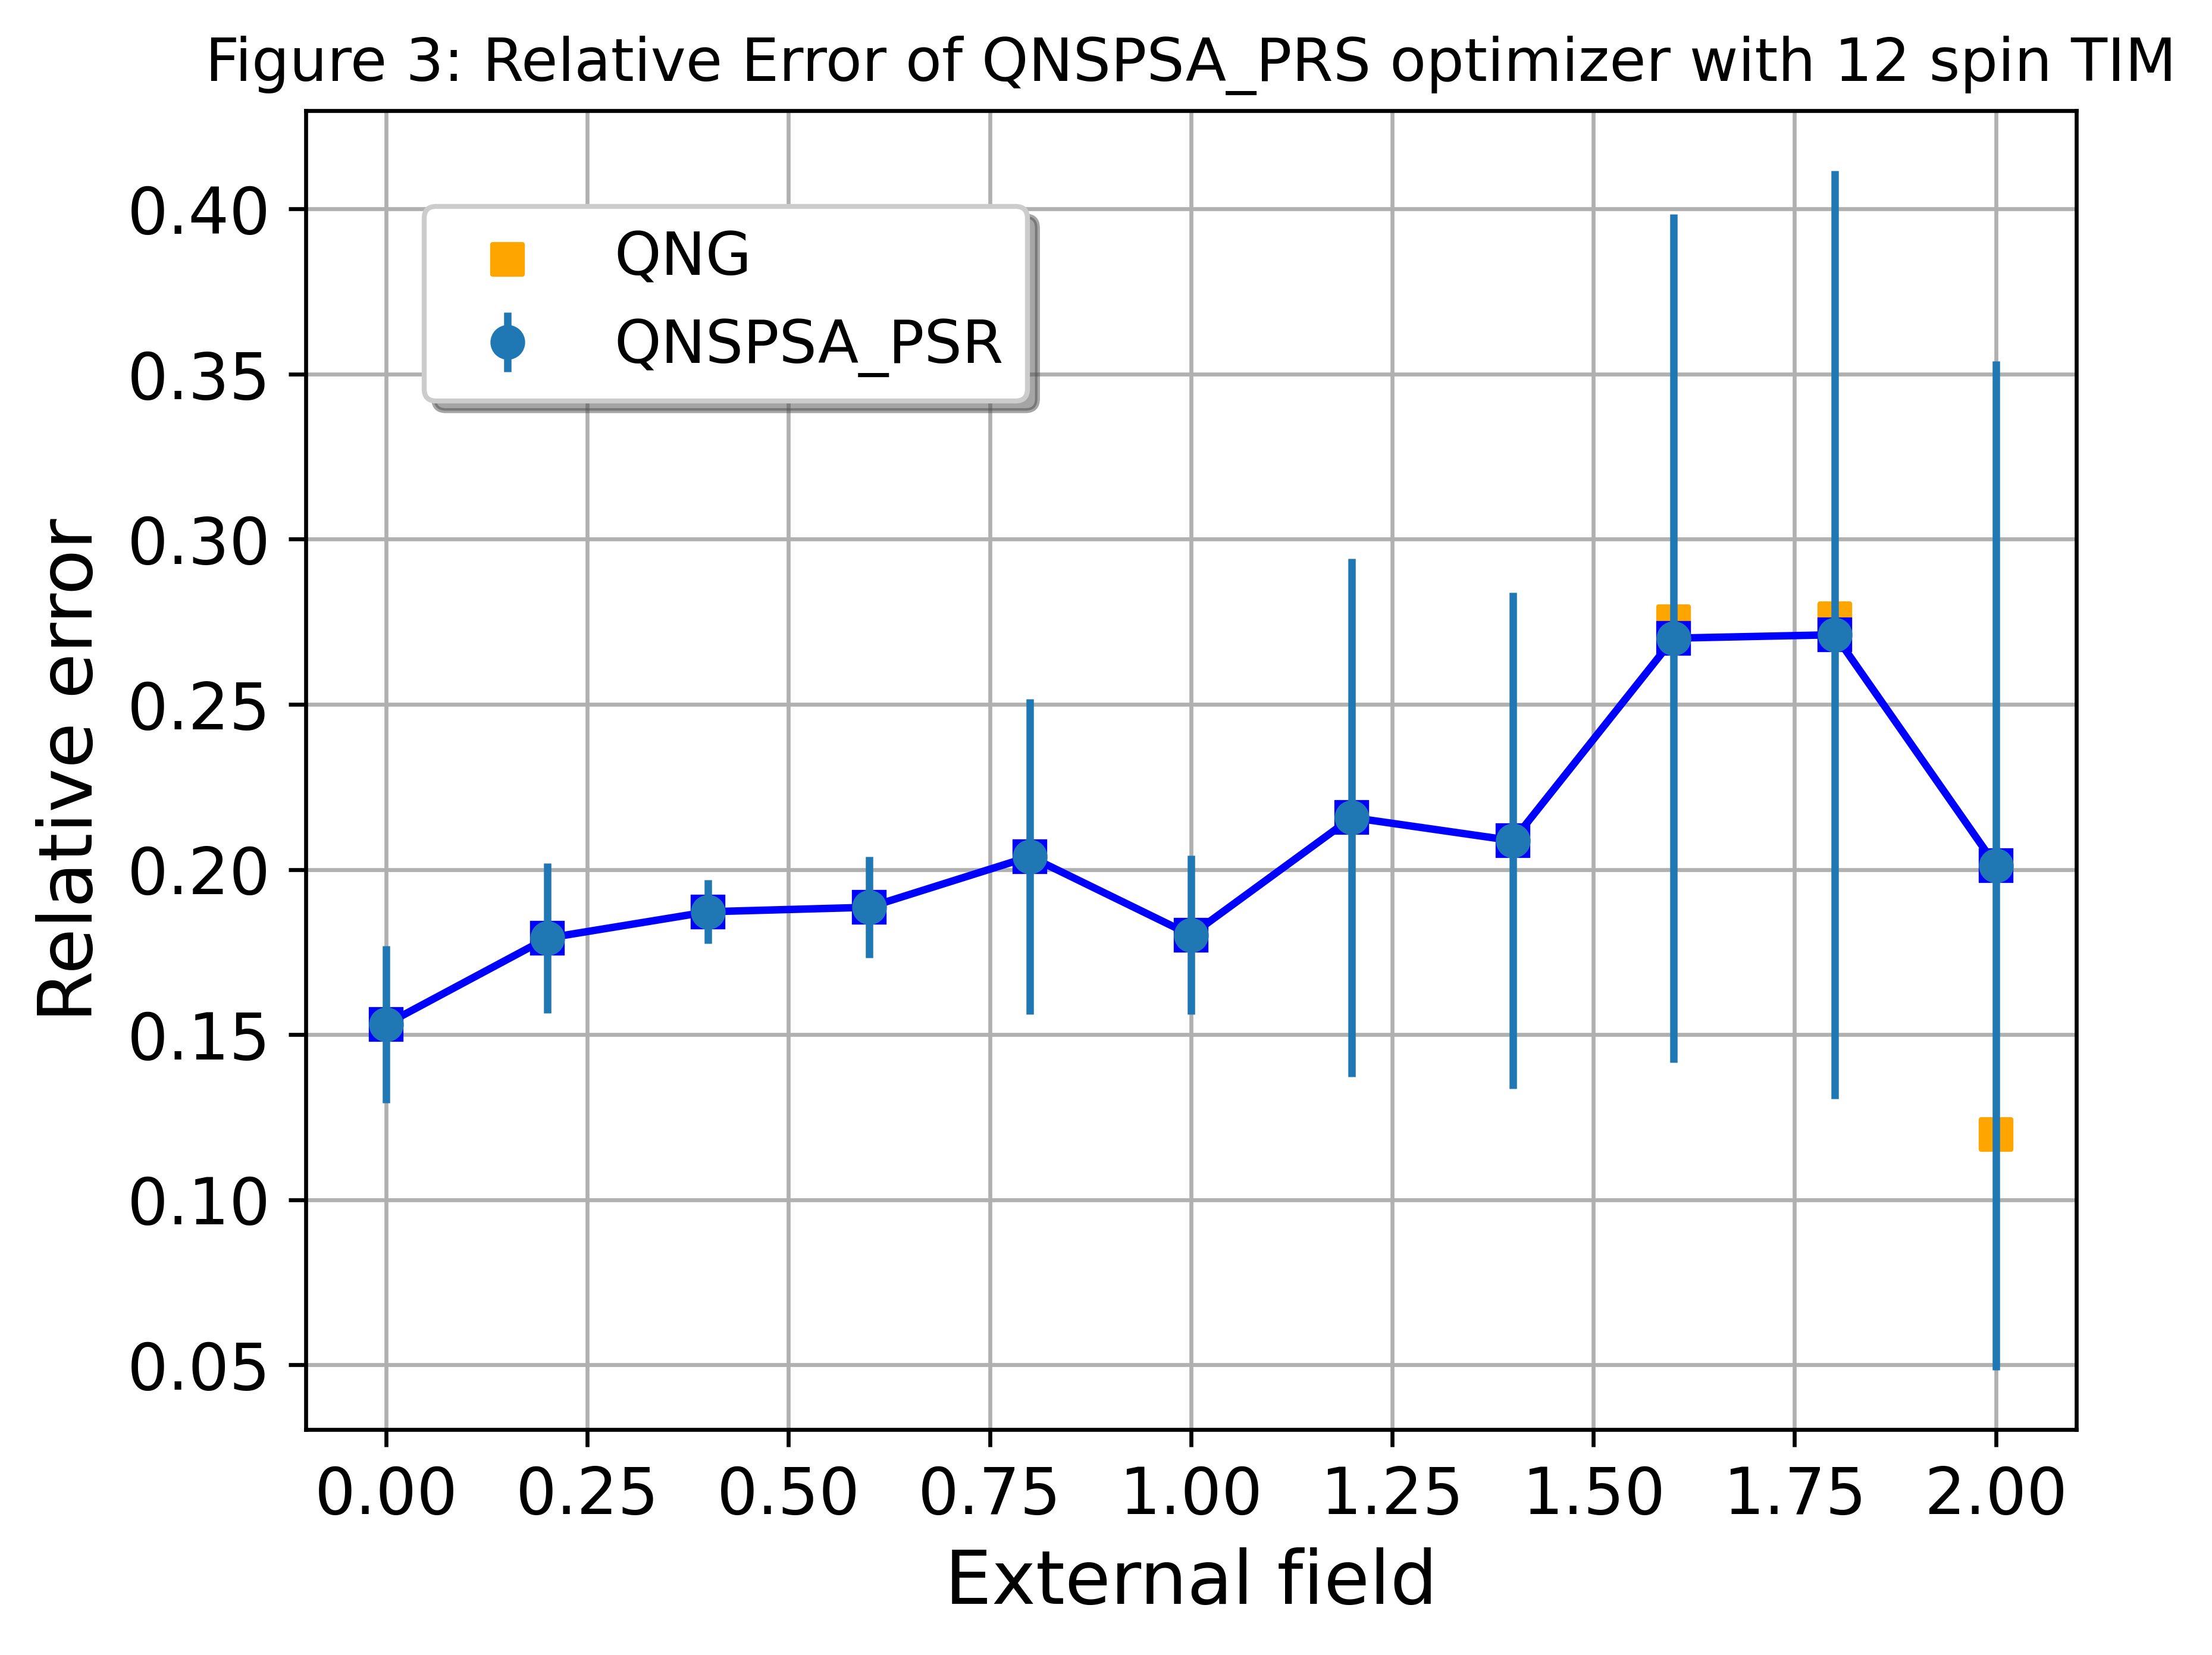 Figure 3: Relative Error of QNSPSA_PRS optimizer with 12 spin TIM
QNG
QNSPSA_PSR
Relative error
0.40
0.35
0.30
0.25
0.20
0.15
0.10
0.05
0.00 0.25 0.50 0.75 1.00 1.25 1.50 1.75 2.00
External field